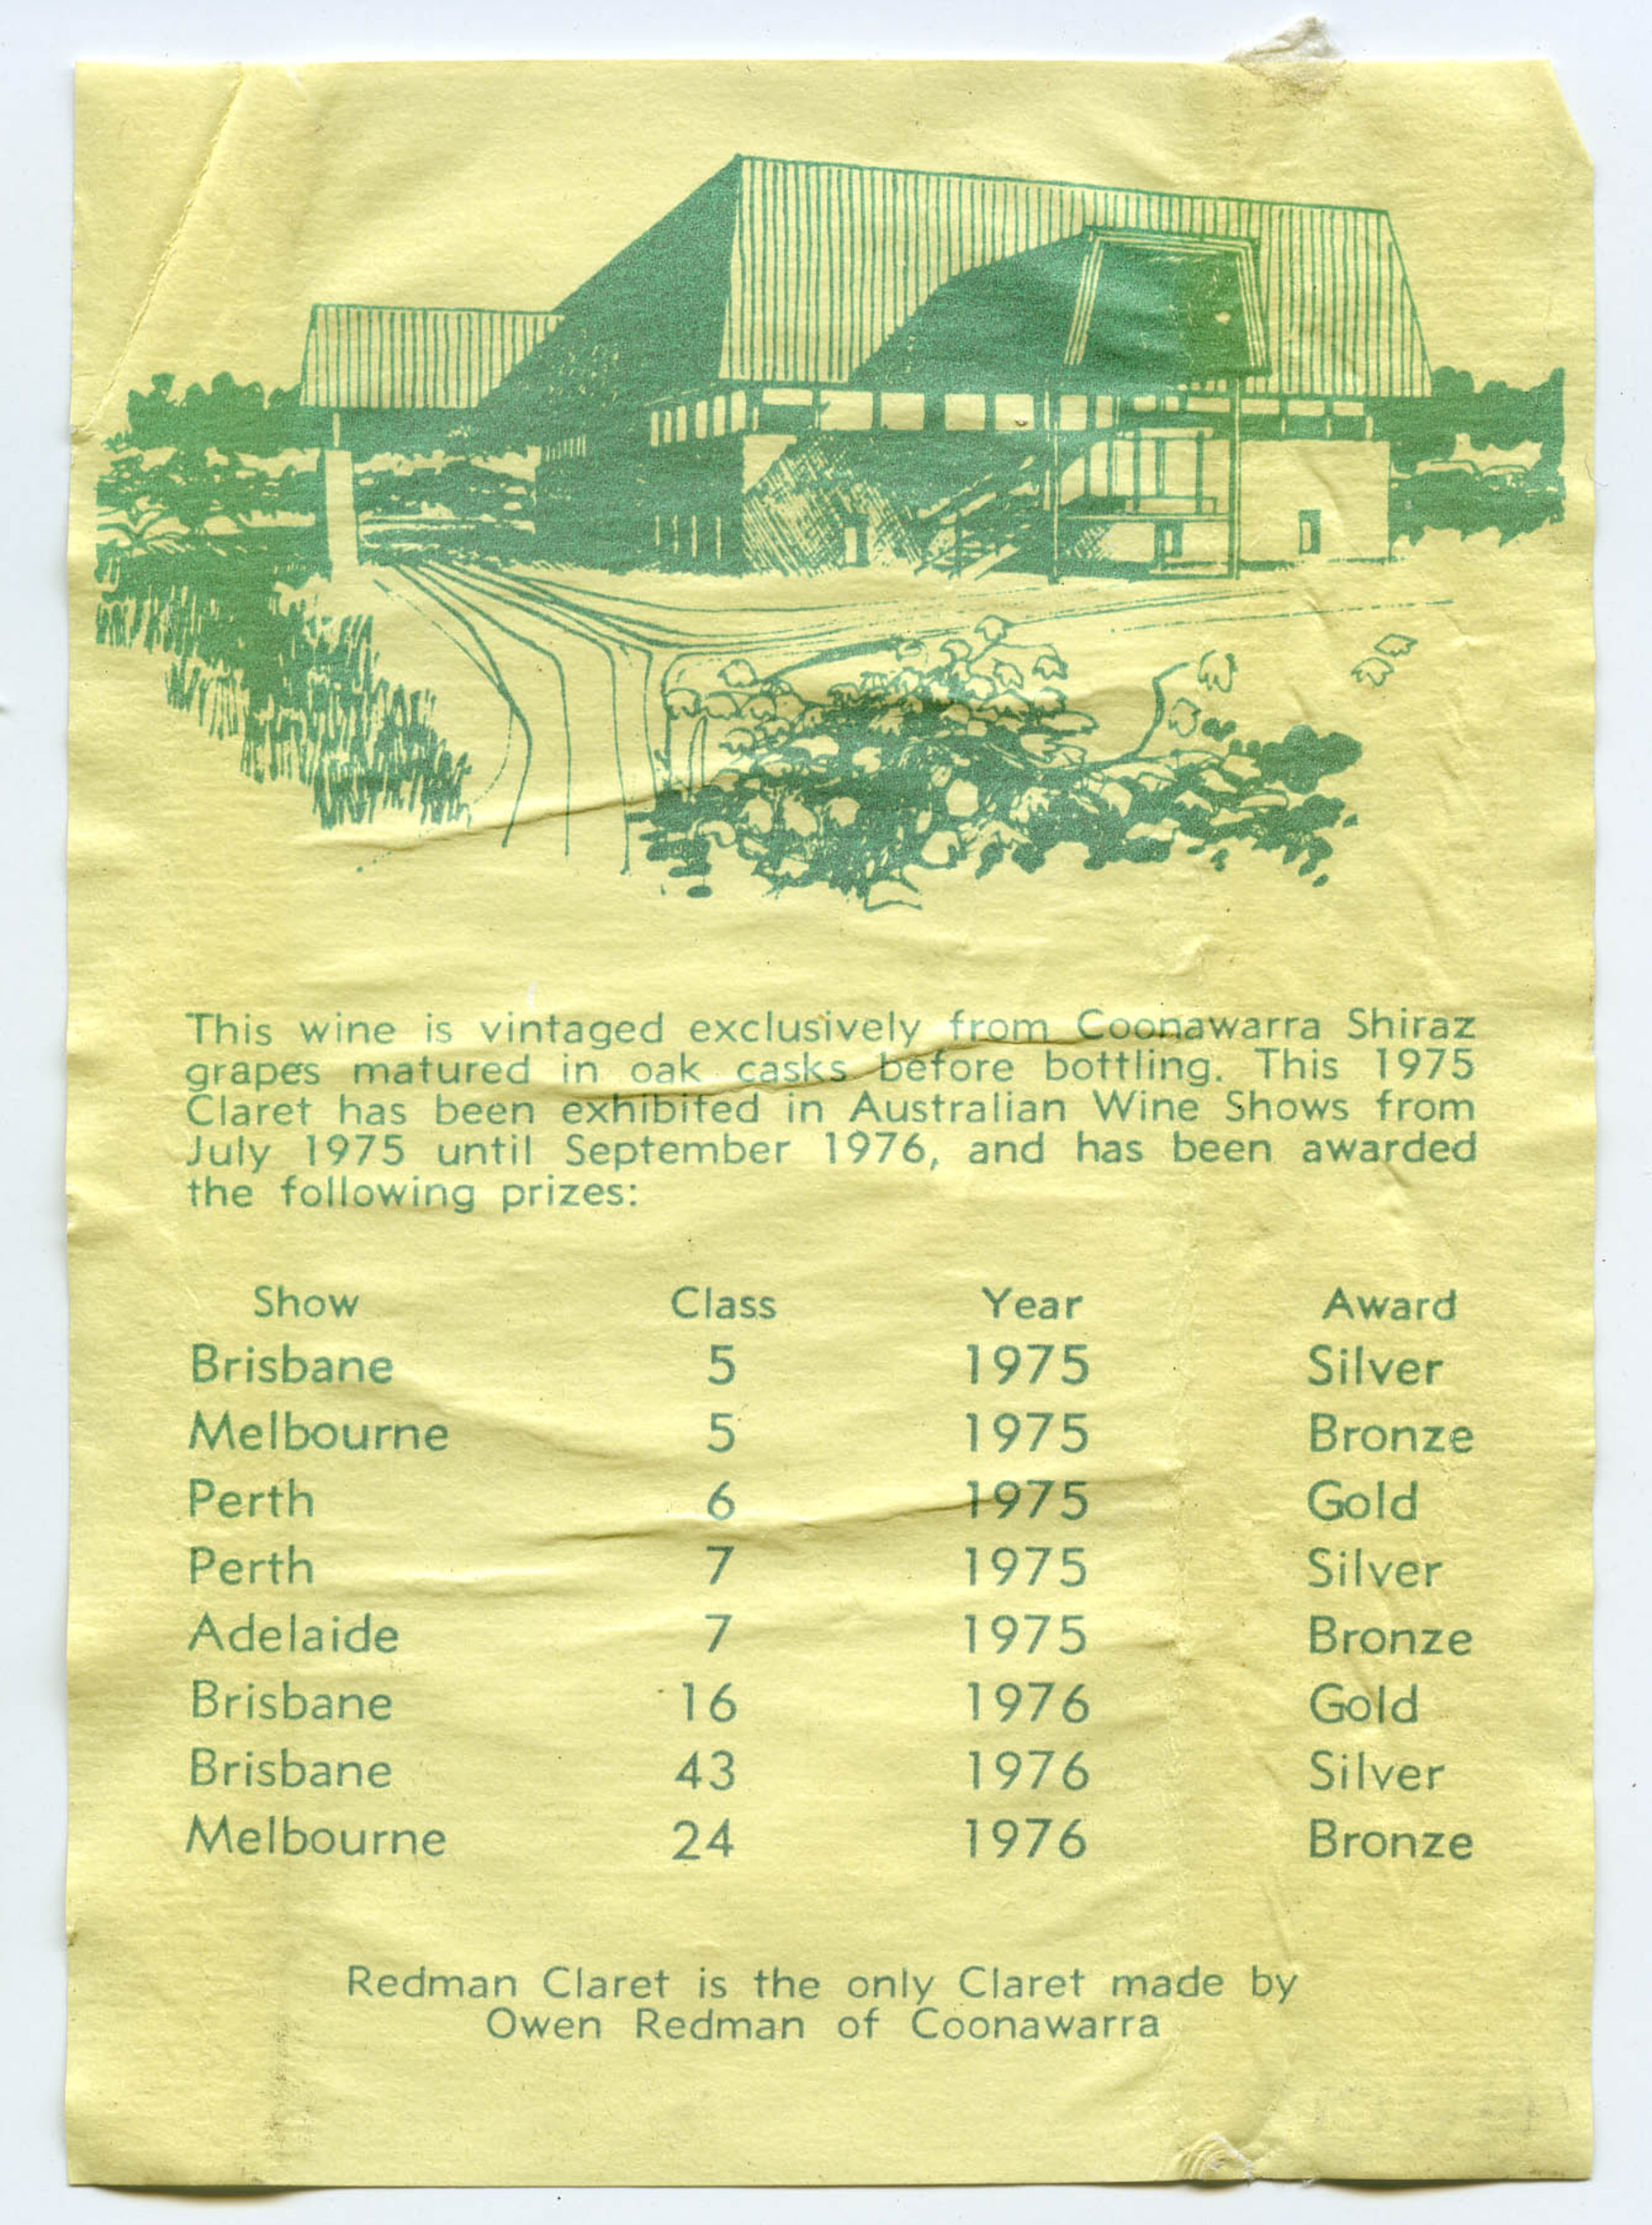 This wine is vintaged exclusively from Coonawarra Shiraz
grapes matured in oak casks before bottling. This 1975
Claret has been exhibited in Australian Wine Shows from
July 1975 until September 1976, and has been awarded
the following prizes:
Show Class Year Award
Brisbane 5 1975 Silver
Melbourne 5 1975 Bronze
Perth 6 1975 Gold
Perth 7 1975 Silver
Adelaide 7 1975 Bronze
Brisbane 16 1976 Gold
Brisbane 43 1976 Silver
Melbourne 24 1976 Bronze
Redman Claret is the only Claret made by
Owen Redman of Coonawarra